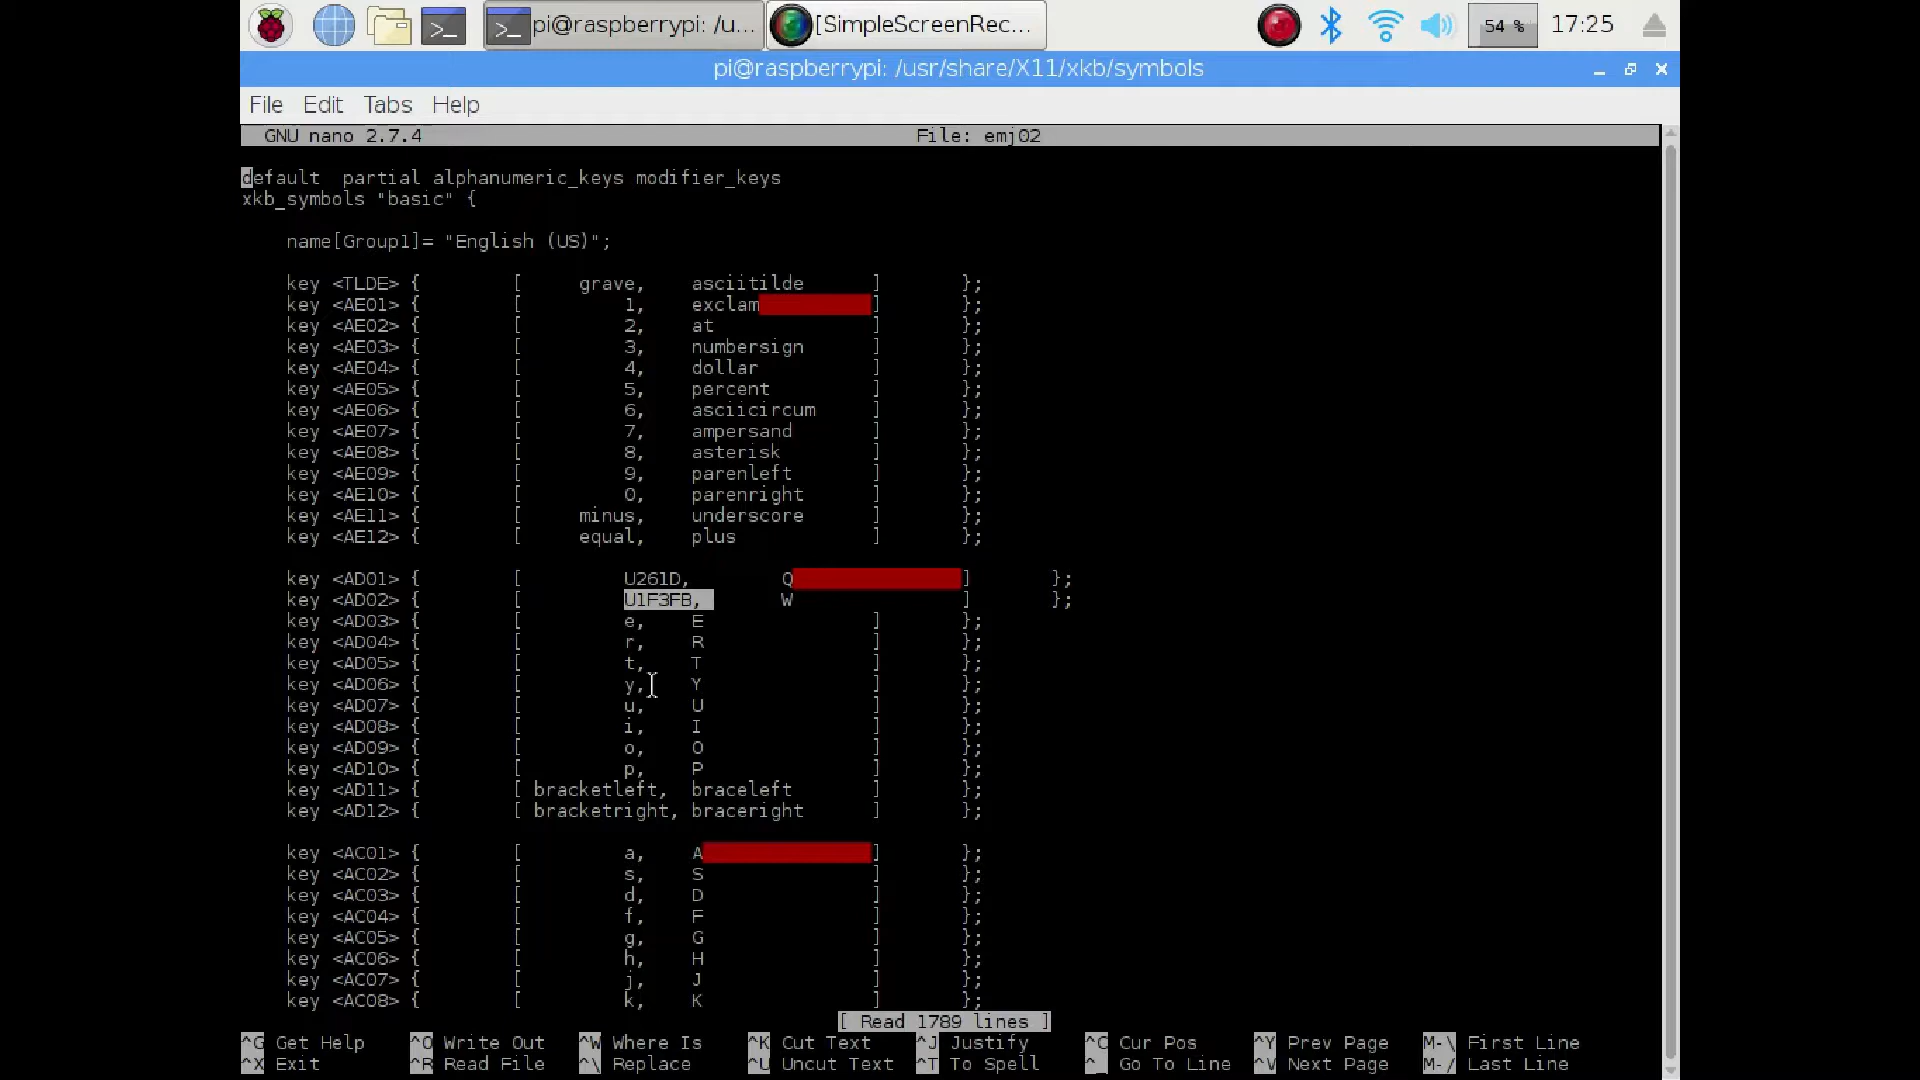 pi@raspberrypi: /u... [SimpleScreenRec... 54 % 17:25
pi@raspberrypi: /usr/share/X11/xkb/symbols
File Edit Tabs Help
GNU nano 2.7.4 File: emj02
default partial alphanumeric_keys modifier_keys
xkb_symbols "basic" {
name[Group1]= "English (US)";
key <TLDE> { [ grave, asciitilde ] };
key <AE01> { [ 1, exclam ] };
key <AE02> { [ 2, at ] };
key <AE03> { [ 3, numbersign ] };
key <AE04> { [ 4, dollar ] };
key <AE05> { [ 5, percent ] };
key <AE06> { [ 6, asciicircum ] };
key <AE07> { [ 7, ampersand ] };
key <AE08> { [ 8, asterisk ] };
key <AE09> { [ 9, parenleft ] };
key <AE10> { [ 0, parenright ] };
key <AE11> { [ minus, underscore ] };
key <AE12> { [ equal, plus ] };
key <AD01> { [ U261D, Q ] };
key <AD02> { [ U1F3FB, W ] };
key <AD03> { [ e, E ] };
key <AD04> { [ r, R ] };
key <AD05> { [ t, T ] };
key <AD06> { [ y, Y ] };
key <AD07> { [ u, U ] };
key <AD08> { [ i, I ] };
key <AD09> { [ o, O ] };
key <AD10> { [ p, P ] };
key <AD11> { [ bracketleft, braceleft ] };
key <AD12> { [ bracketright, braceright ] };
key <AC01> { [ a, A ] };
key <AC02> { [ s, S ] };
key <AC03> { [ d, D ] };
key <AC04> { [ f, F ] };
key <AC05> { [ g, G ] };
key <AC06> { [ h, H ] };
key <AC07> { [ j, J ] };
key <AC08> { [ k, K ] };
[ Read 1789 lines ]
^G Get Help ^O Write Out ^W Where Is ^K Cut Text ^J Justify ^C Cur Pos ^Y Prev Page M-\ First Line
^X Exit ^R Read File ^\ Replace ^U Uncut Text ^T To Spell ^_ Go To Line ^V Next Page M-/ Last Line